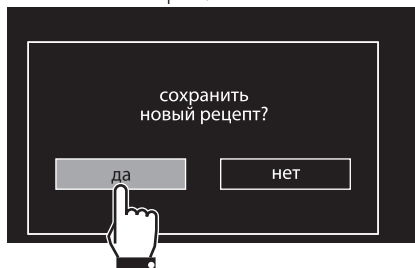 сохранить
новый рецепт?
да
нет